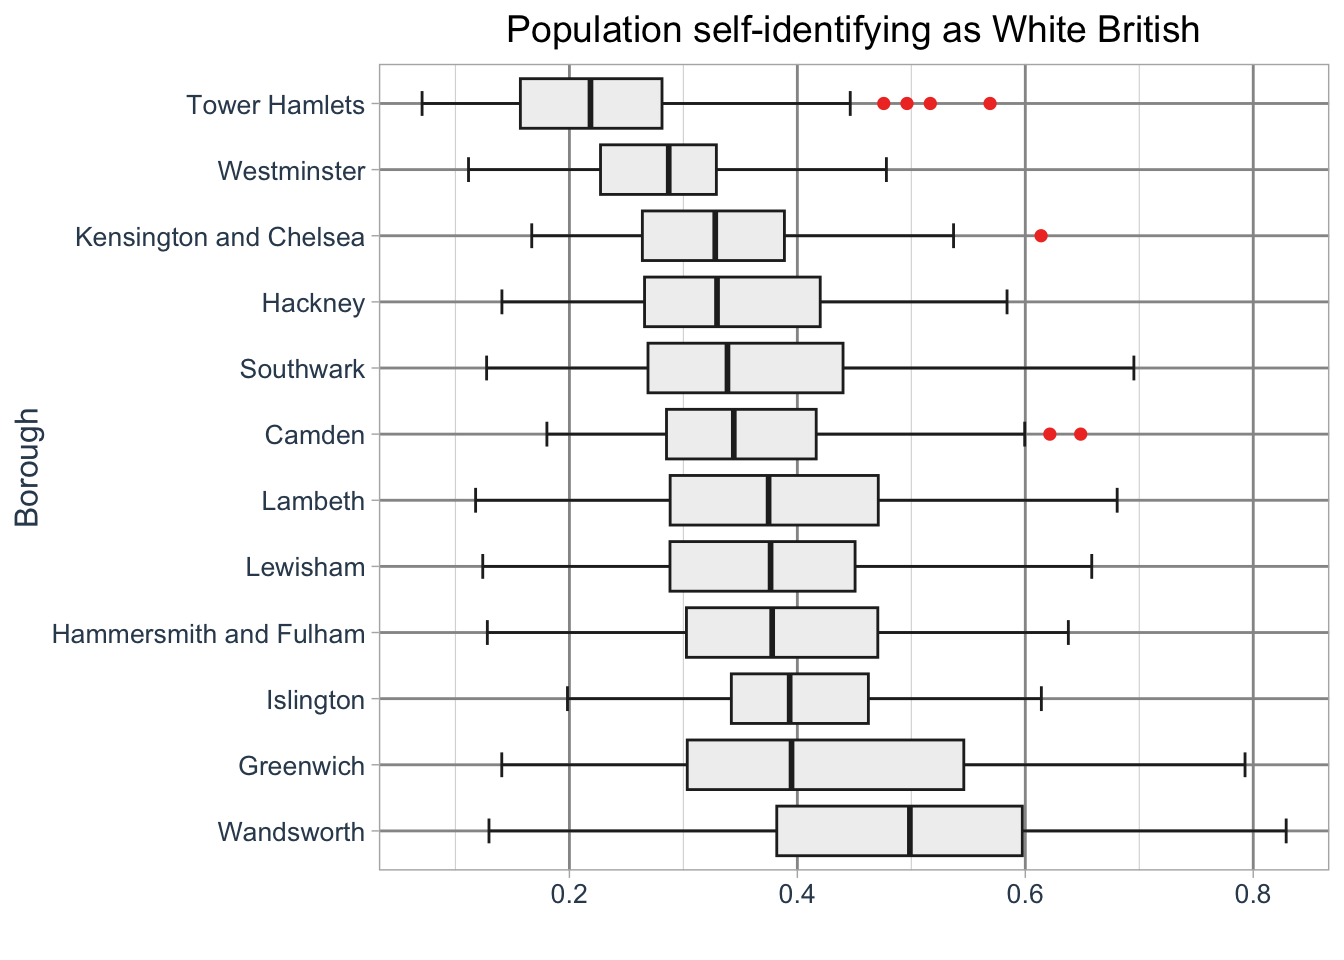 Population self-identifying as White British
Tower Hamlets
Westminster
Kensington and Chelsea
Hackney
Southwark
Camden
Lambeth
Lewisham
Hammersmith and Fulham
Islington
Greenwich
Wandsworth
Borough
0.2 0.4 0.6 0.8